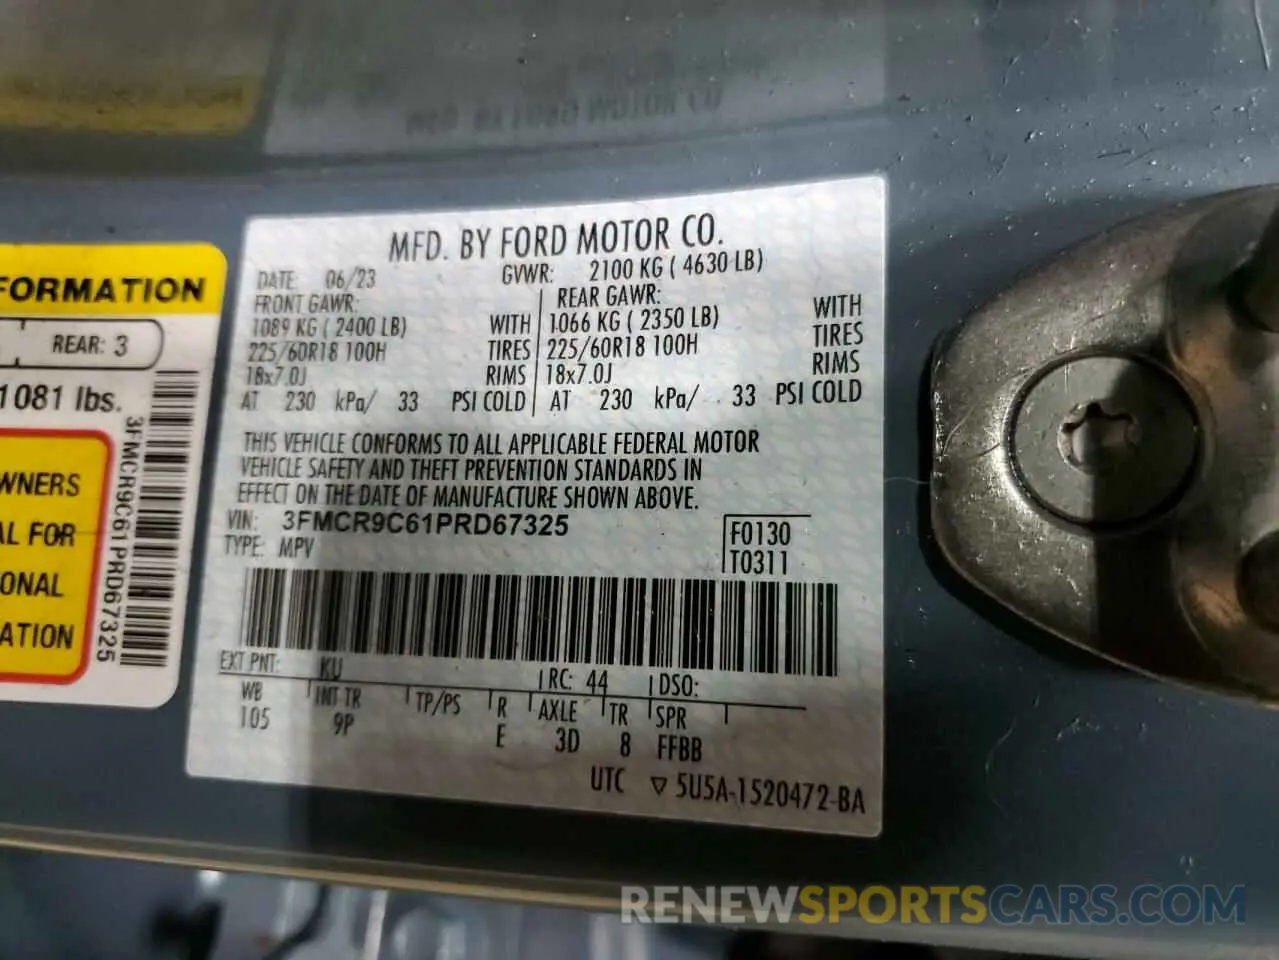 MFD. BY FORD MOTOR CO.
DATE: 06/23 GVWR: 2100 KG ( 4630 LB)
FRONT GAWR: REAR GAWR:
1089 KG ( 2400 LB) WITH 1066 KG ( 2350 LB) WITH
225/60R18 100H TIRES 225/60R18 100H TIRES
18x7.0J RIMS 18x7.0J RIMS
AT 230 kPa/ 33 PSI COLD AT 230 kPa/ 33 PSI COLD
THIS VEHICLE CONFORMS TO ALL APPLICABLE FEDERAL MOTOR
VEHICLE SAFETY AND THEFT PREVENTION STANDARDS IN
EFFECT ON THE DATE OF MANUFACTURE SHOWN ABOVE.
VIN: 3FMCR9C61PRD67325 F0130
TYPE: MPV T0311
EXT PNT: KU RC: 44 DSO:
WB INT TR TP/PS R AXLE TR SPR
105 9P E 3D 8 FFBB
UTC ▽ 5U5A-1520472-BA
FORMATION
REAR: 3
1081 lbs.
WNERS
AL FOR
ONAL
ATION
3FMCR9C61PRD67325
RENEWSPORTSCARS.COM